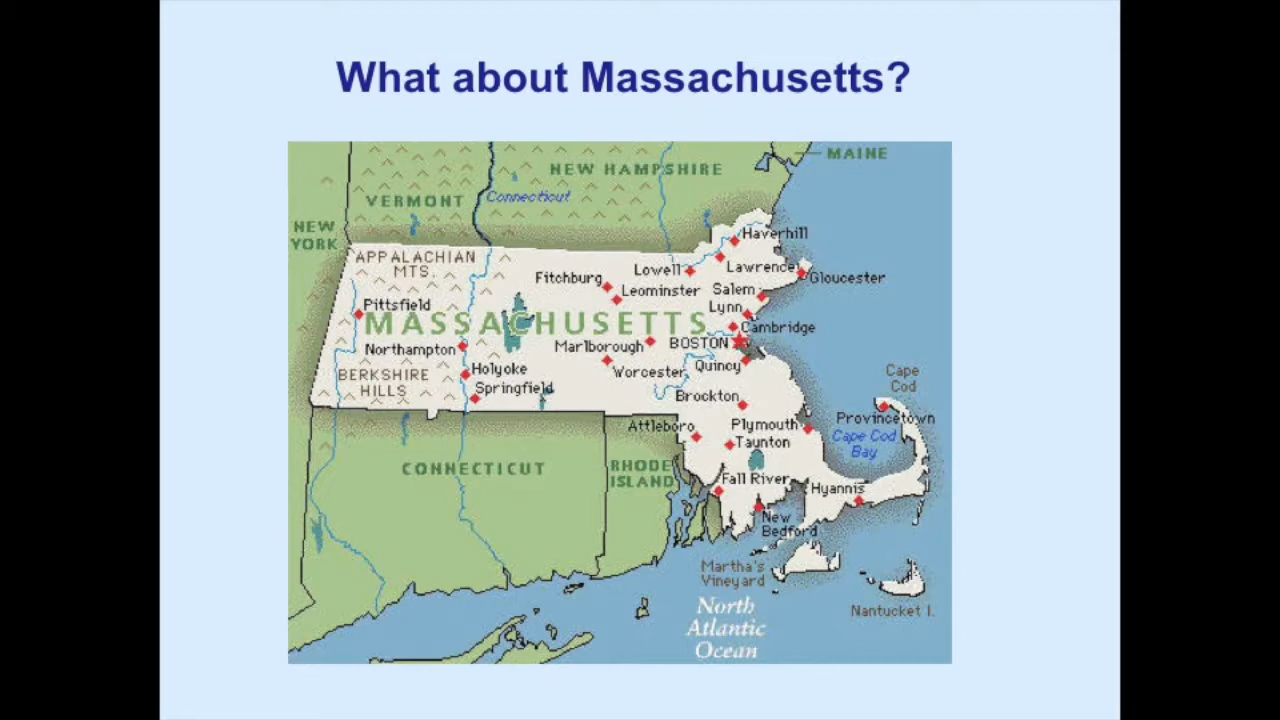 What about Massachusetts?
MAINE
NEW HAMPSHIRE
VERMONT
Connecticut
NEW
YORK
Haverhill
APPALACHIAN
MTS.
Lowell
Lawrence
Fitchburg
Gloucester
Leominster
Salem
Pittsfield
Lynn
MASSACHUSETTS
Cambridge
BOSTON
Marlborough
Northampton
Quincy
Holyoke
Worcester
BERKSHIRE
HILLS
Springfield
Cape
Cod
Brockton
Provincetown
Attleboro
Plymouth
Cape Cod
Bay
Taunton
CONNECTICUT
RHODE
ISLAND
Fall River
Hyannis
New
Bedford
Martha's
Vineyard
North
Atlantic
Ocean
Nantucket I.